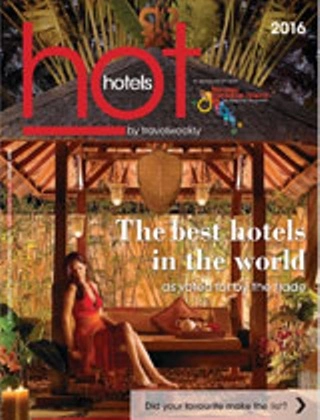 2016
hot
hotels
by travelweekly
The best hotels
in the world
as voted for by the trade
Did your favourite make the list?